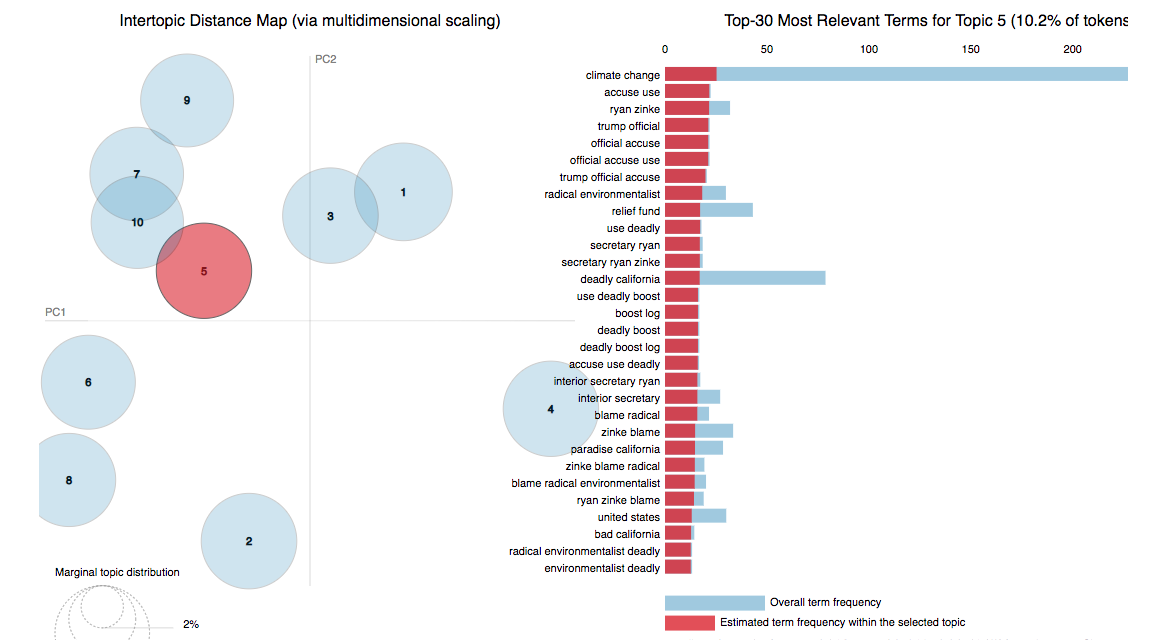 Intertopic Distance Map (via multidimensional scaling)
PC2
9
7
10
5
3
1
PC1
6
4
8
2
Marginal topic distribution
2%
Top-30 Most Relevant Terms for Topic 5 (10.2% of tokens
0 50 100 150 200
climate change
accuse use
ryan zinke
trump official
official accuse
official accuse use
trump official accuse
radical environmentalist
relief fund
use deadly
secretary ryan
secretary ryan zinke
deadly california
use deadly boost
boost log
deadly boost
deadly boost log
accuse use deadly
interior secretary ryan
interior secretary
blame radical
zinke blame
paradise california
zinke blame radical
blame radical environmentalist
ryan zinke blame
united states
bad california
radical environmentalist deadly
environmentalist deadly
Overall term frequency
Estimated term frequency within the selected topic